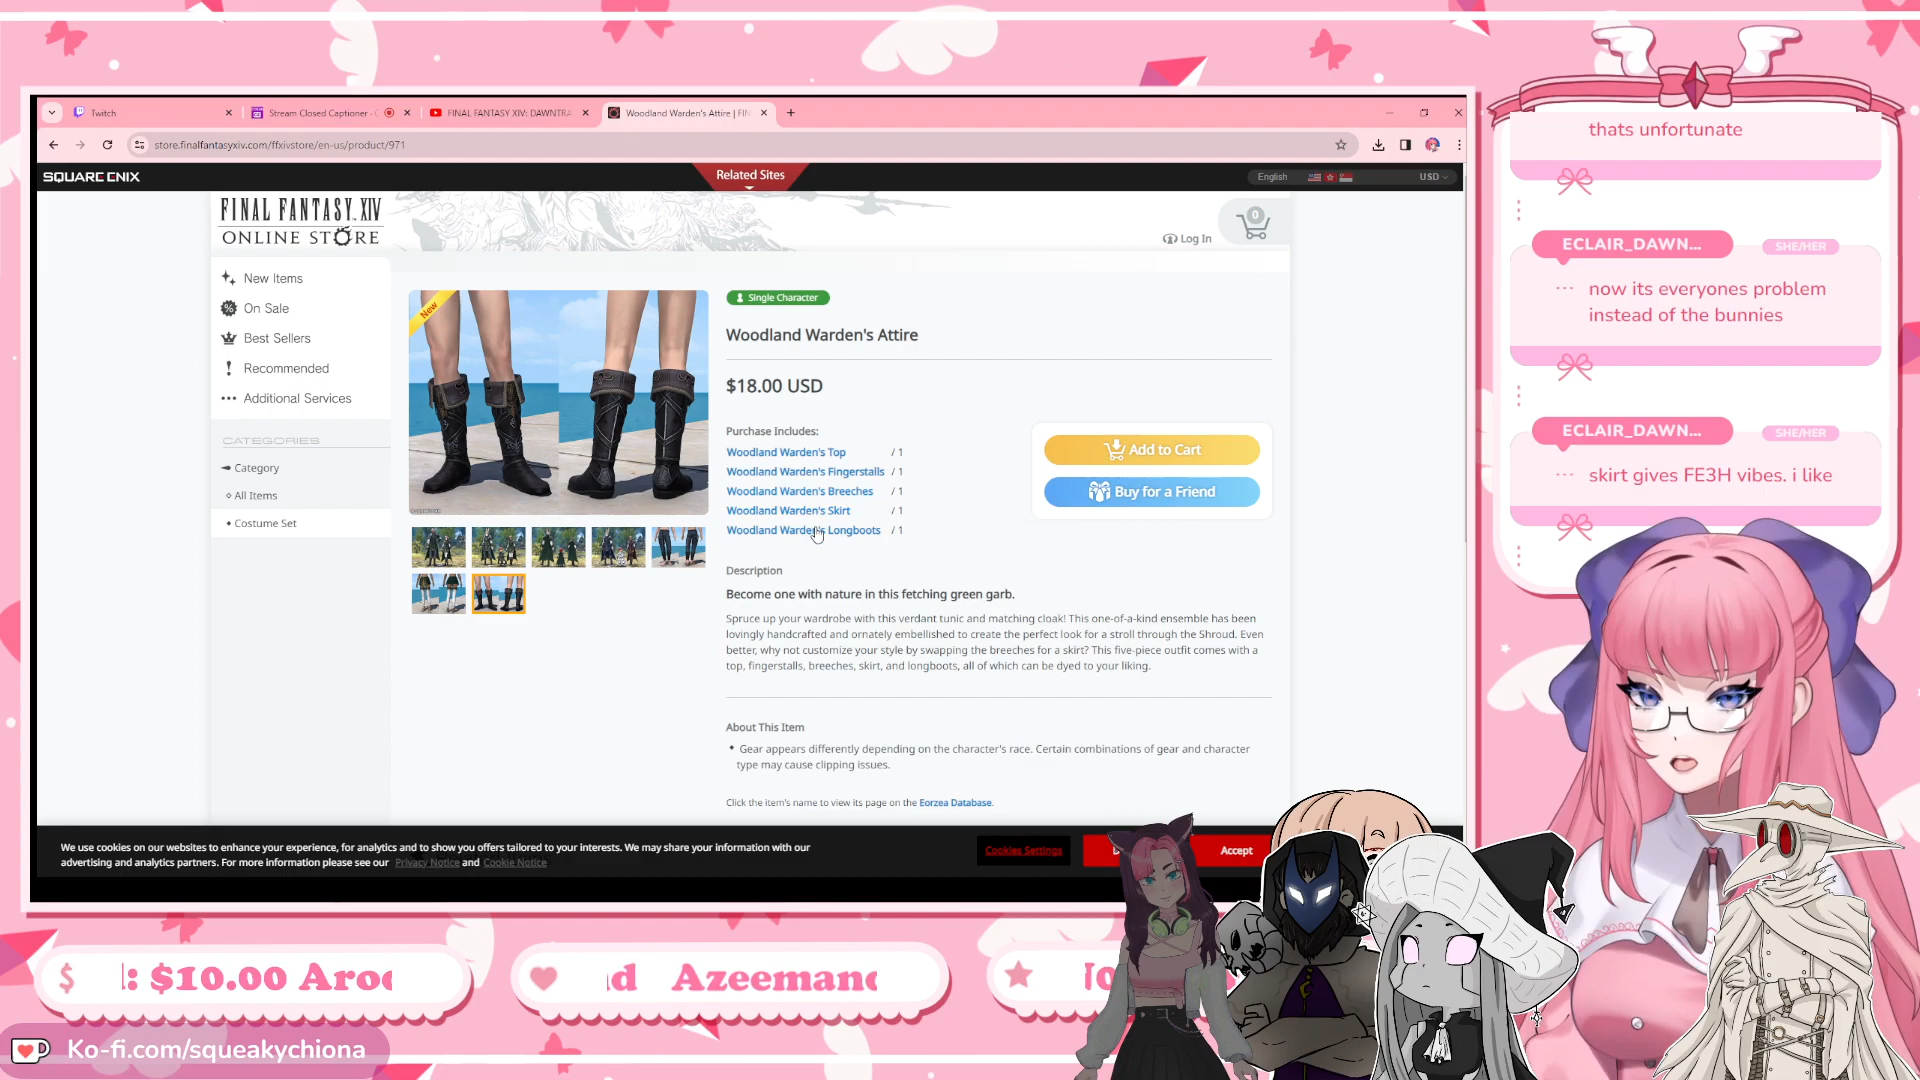 Twitch
Stream Closed Captioner - C
FINAL FANTASY XIV: DAWNTRA
Woodland Warden's Attire | FIN
store.finalfantasyxiv.com/ffxivstore/en-us/product/971
SQUARE ENIX
Related Sites
English
USD
FINAL FANTASY XIV
ONLINE STORE
Log In
0
New Items
On Sale
Best Sellers
Recommended
Additional Services
CATEGORIES
Category
All Items
Costume Set
New
Single Character
Woodland Warden's Attire
$18.00 USD
Purchase Includes:
Woodland Warden's Top / 1
Woodland Warden's Fingerstalls / 1
Woodland Warden's Breeches / 1
Woodland Warden's Skirt / 1
Woodland Warden's Longboots / 1
Add to Cart
Buy for a Friend
Description
Become one with nature in this fetching green garb.
Spruce up your wardrobe with this verdant tunic and matching cloak! This one-of-a-kind ensemble has been
lovingly handcrafted and ornately embellished to create the perfect look for a stroll through the Shroud. Even
better, why not customize your style by swapping the breeches for a skirt? This five-piece outfit comes with a
top, fingerstalls, breeches, skirt, and longboots, all of which can be dyed to your liking.
About This Item
Gear appears differently depending on the character's race. Certain combinations of gear and character
type may cause clipping issues.
Click the item's name to view its page on the Eorzea Database.
We use cookies on our websites to enhance your experience, for analytics and to show you offers tailored to your interests. We may share your information with our
advertising and analytics partners. For more information please see our Privacy Notice and Cookie Notice
Cookies Settings
D
Accept
thats unfortunate
ECLAIR_DAWN...
SHE/HER
now its everyones problem
instead of the bunnies
ECLAIR_DAWN...
SHE/HER
skirt gives FE3H vibes. i like
: $10.00 Aroc
d Azeemanc
Ko-fi.com/squeakychiona